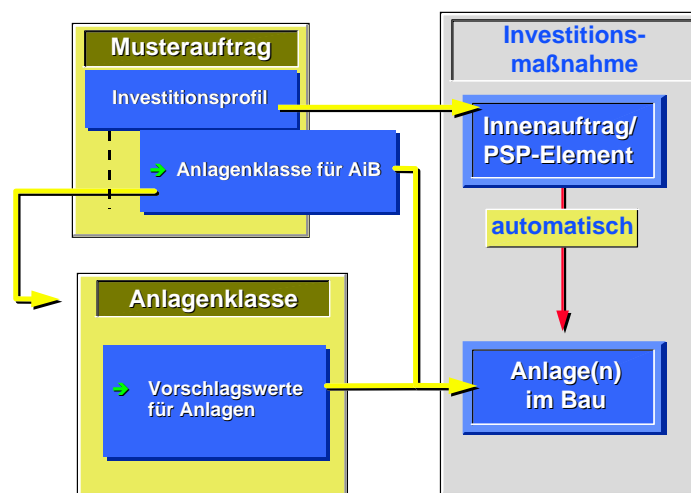 Musterauftrag
Investitionsprofil
Anlagenklasse für AiB
Anlagenklasse
Vorschlagswerte
für Anlagen
Investitions-
maßnahme
Innenauftrag/
PSP-Element
automatisch
Anlage(n)
im Bau